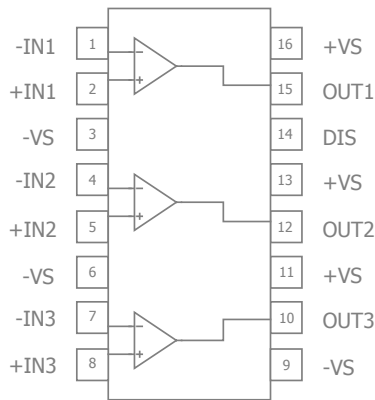 -IN1 1 16 +VS
+IN1 2 15 OUT1
-VS 3 14 DIS
-IN2 4 13 +VS
+IN2 5 12 OUT2
-VS 6 11 +VS
-IN3 7 10 OUT3
+IN3 8 9 -VS